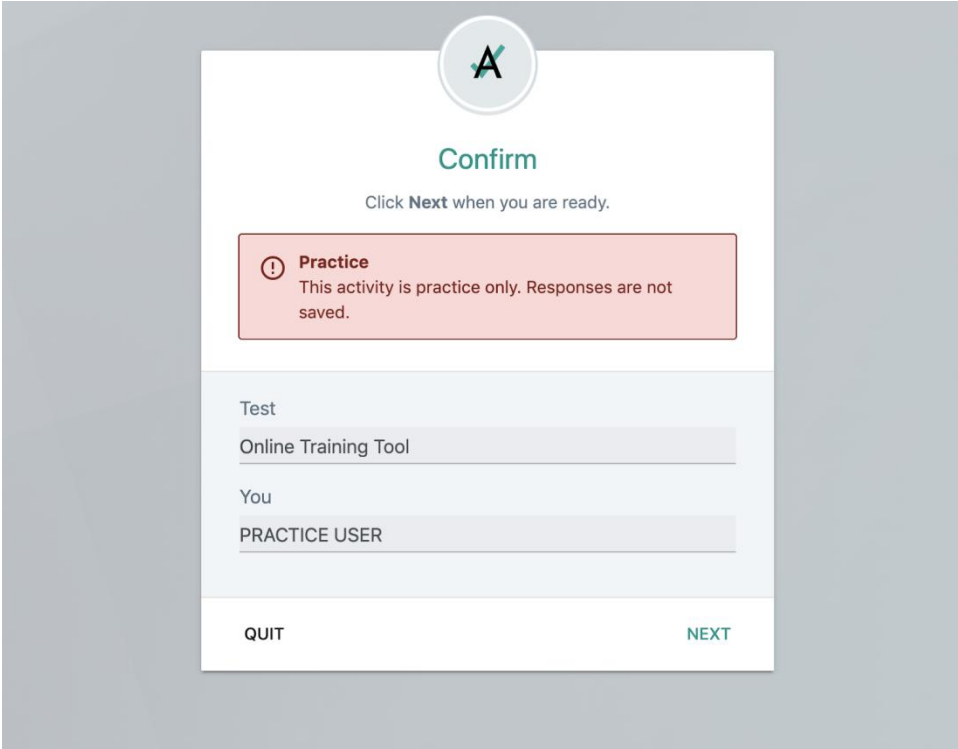 A
Confirm
Click Next when you are ready.
Practice
This activity is practice only. Responses are not
saved.
Test
Online Training Tool
You
PRACTICE USER
QUIT
NEXT